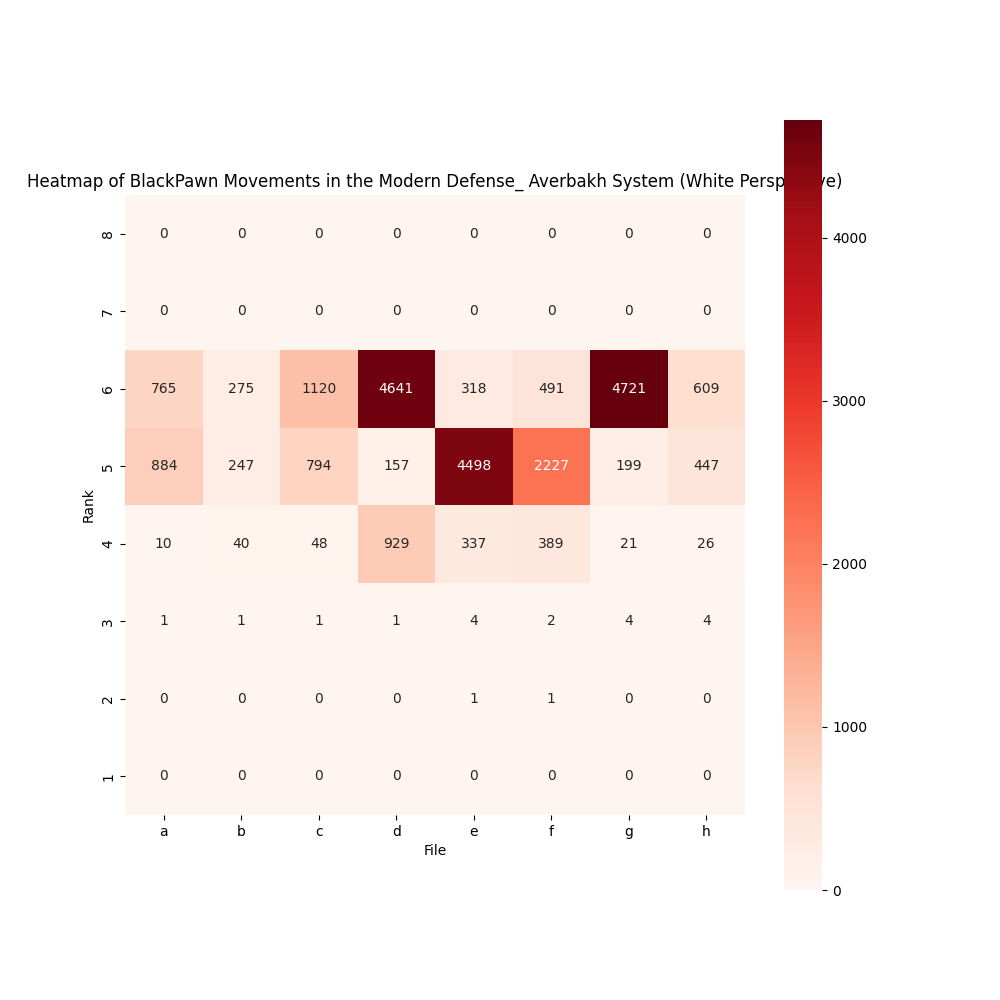 Heatmap of BlackPawn Movements in the Modern Defense_ Averbakh System (White Persp ve)
8 0 0 0 0 0 0 0 0
7 0 0 0 0 0 0 0 0
6 765 275 1120 4641 318 491 4721 609
5 884 247 794 157 4498 2227 199 447
4 10 40 48 929 337 389 21 26
3 1 1 1 1 4 2 4 4
2 0 0 0 0 1 1 0 0
1 0 0 0 0 0 0 0 0
a b c d e f g h
File
Rank
4000
3000
2000
1000
0